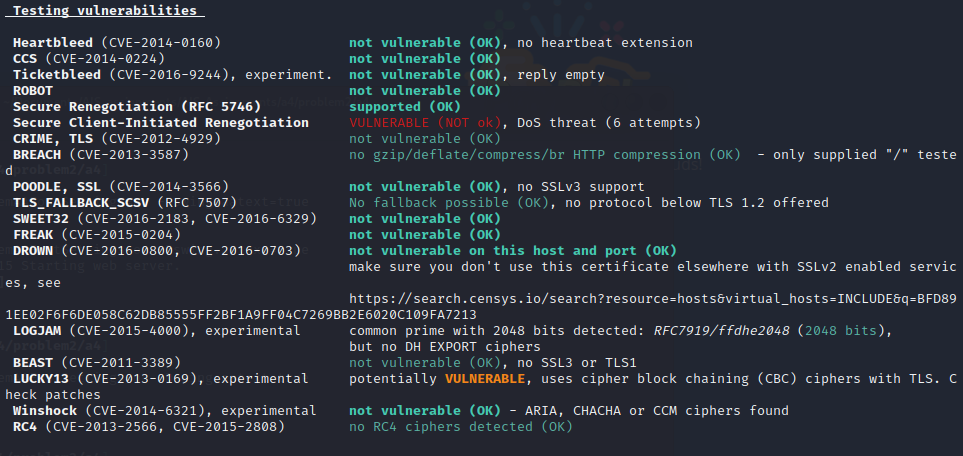 Testing vulnerabilities
Heartbleed (CVE-2014-0160) not vulnerable (OK), no heartbeat extension
CCS (CVE-2014-0224) not vulnerable (OK)
Ticketbleed (CVE-2016-9244), experiment. not vulnerable (OK), reply empty
ROBOT not vulnerable (OK)
Secure Renegotiation (RFC 5746) supported (OK)
Secure Client-Initiated Renegotiation VULNERABLE (NOT ok), DoS threat (6 attempts)
CRIME, TLS (CVE-2012-4929) not vulnerable (OK)
BREACH (CVE-2013-3587) no gzip/deflate/compress/br HTTP compression (OK) - only supplied "/" teste
d
POODLE, SSL (CVE-2014-3566) not vulnerable (OK), no SSLv3 support
TLS_FALLBACK_SCSV (RFC 7507) No fallback possible (OK), no protocol below TLS 1.2 offered
SWEET32 (CVE-2016-2183, CVE-2016-6329) not vulnerable (OK)
FREAK (CVE-2015-0204) not vulnerable (OK)
DROWN (CVE-2016-0800, CVE-2016-0703) not vulnerable on this host and port (OK)
make sure you don't use this certificate elsewhere with SSLv2 enabled servic
es, see
https://search.censys.io/search?resource=hosts&virtual_hosts=INCLUDE&q=BFD89
1EE02F6F6DE058C62DB85555FF2BF1A9FF04C7269BB2E6020C109FA7213
LOGJAM (CVE-2015-4000), experimental common prime with 2048 bits detected: RFC7919/ffdhe2048 (2048 bits),
but no DH EXPORT ciphers
BEAST (CVE-2011-3389) not vulnerable (OK), no SSL3 or TLS1
LUCKY13 (CVE-2013-0169), experimental potentially VULNERABLE, uses cipher block chaining (CBC) ciphers with TLS. C
heck patches
Winshock (CVE-2014-6321), experimental not vulnerable (OK) - ARIA, CHACHA or CCM ciphers found
RC4 (CVE-2013-2566, CVE-2015-2808) no RC4 ciphers detected (OK)